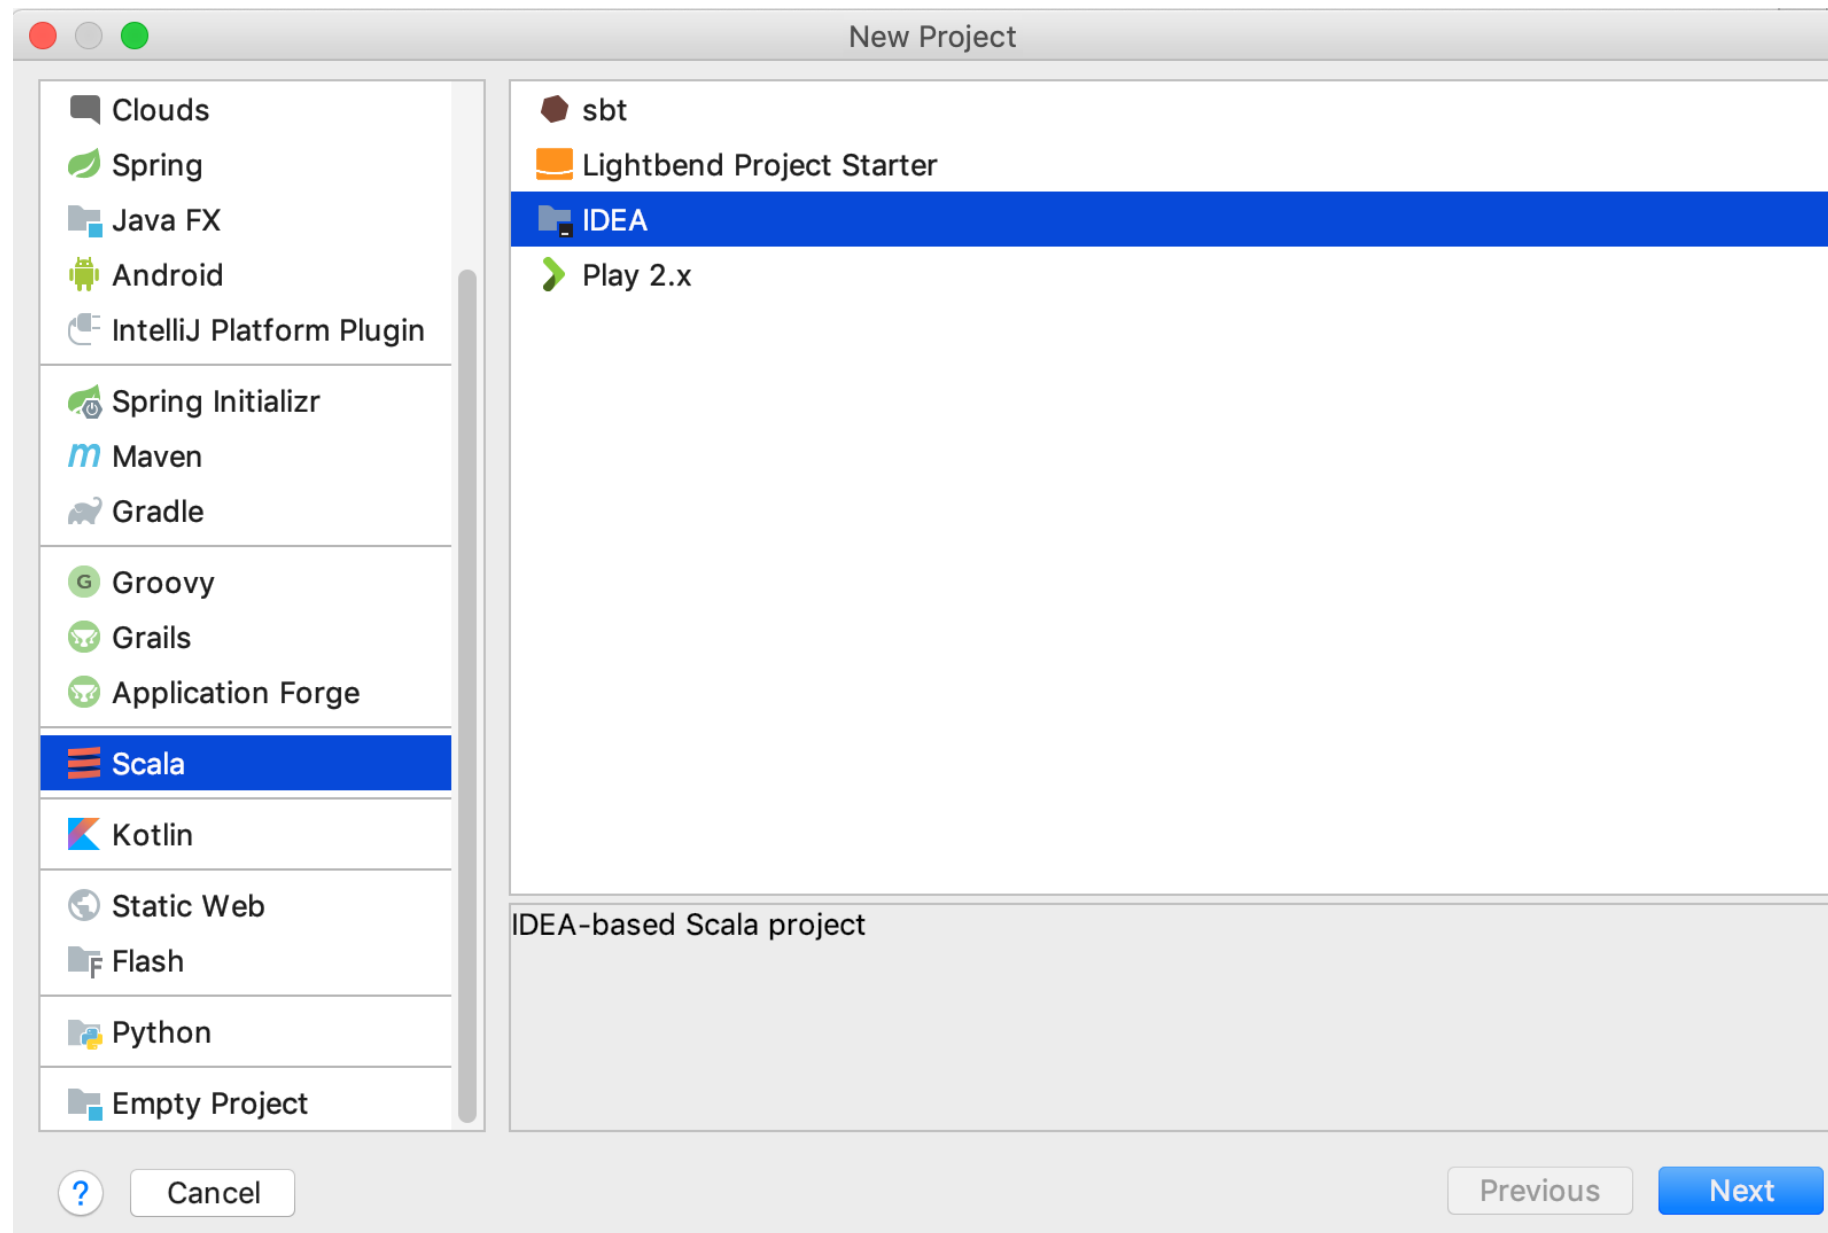 New Project
Clouds
Spring
Java FX
Android
IntelliJ Platform Plugin
Spring Initializr
m Maven
Gradle
G Groovy
Grails
Application Forge
Scala
Kotlin
Static Web
F Flash
Python
Empty Project
sbt
Lightbend Project Starter
IDEA
Play 2.x
IDEA-based Scala project
? Cancel
Previous
Next